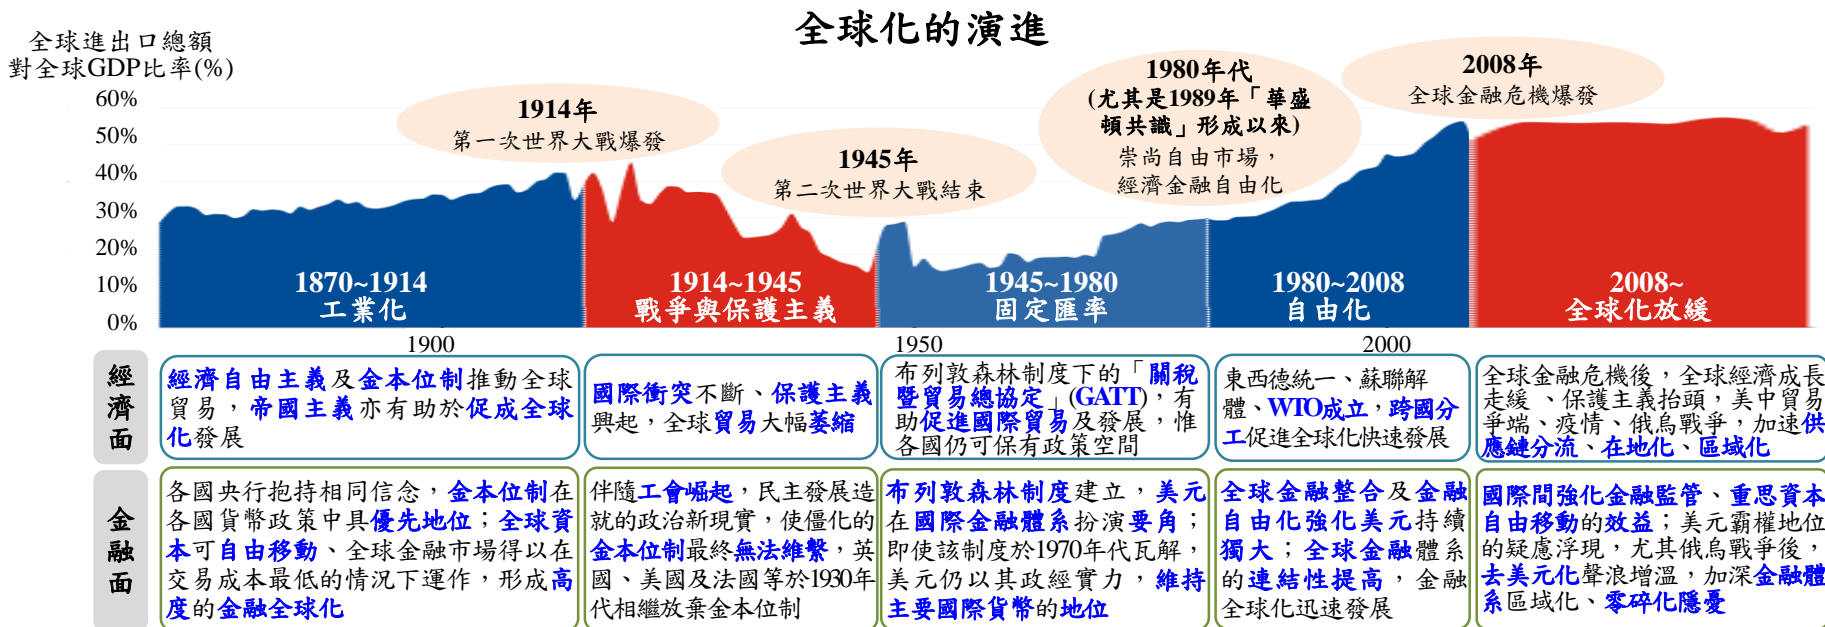 全球化的演進
全球進出口總額
對全球GDP比率(%)
60%
50%
40%
30%
20%
10%
0%
1914年
第一次世界大戰爆發
1945年
第二次世界大戰結束
1980年代
(尤其是1989年「華盛
頓共識」形成以來)
崇尚自由市場，
經濟金融自由化
2008年
全球金融危機爆發
1870~1914
工業化
1914~1945
戰爭與保護主義
1945~1980
固定匯率
1980~2008
自由化
2008~
全球化放緩
1900
1950
2000
經濟面
經濟自由主義及金本位制推動全球
貿易，帝國主義亦有助於促成全球
化發展
國際衝突不斷、保護主義
興起，全球貿易大幅萎縮
布列敦森林制度下的「關稅
暨貿易總協定」(GATT)，有
助促進國際貿易及發展，惟
各國仍可保有政策空間
東西德統一、蘇聯解
體、WTO成立，跨國分
工促進全球化快速發展
全球金融危機後，全球經濟成長
走緩、保護主義抬頭，美中貿易
爭端、疫情、俄烏戰爭，加速供
應鏈分流、在地化、區域化
金融面
各國央行抱持相同信念，金本位制在
各國貨幣政策中具優先地位；全球資
本可自由移動、全球金融市場得以在
交易成本最低的情況下運作，形成高
度的金融全球化
伴隨工會崛起，民主發展造
就的政治新現實，使僵化的
金本位制最終無法維繫，英
國、美國及法國等於1930年
代相繼放棄金本位制
布列敦森林制度建立，美元
在國際金融體系扮演要角；
即使該制度於1970年代瓦解，
美元仍以其政經實力，維持
主要國際貨幣的地位
全球金融整合及金融
自由化強化美元持續
獨大；全球金融體系
的連結性提高，金融
全球化迅速發展
國際間強化金融監管、重思資本
自由移動的效益；美元霸權地位
的疑慮浮現，尤其俄烏戰爭後，
去美元化聲浪增溫，加深金融體
系區域化、零碎化隱憂